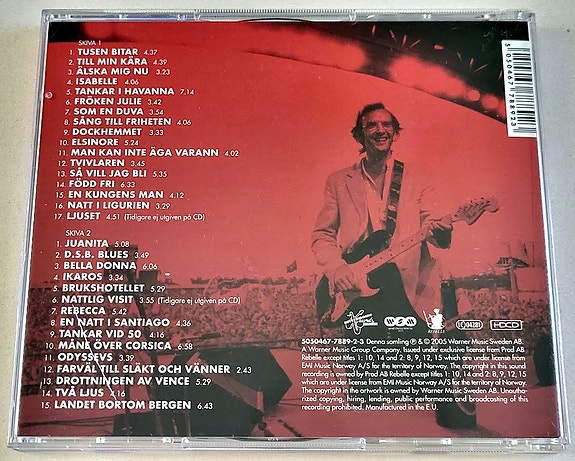 SKIVA 1
1. TUSEN BITAR 4.37
2. TILL MIN KÄRA 4.39
3. ÄLSKA MIG NU 3.23
4. ISABELLE 4.06
5. TANKAR I HAVANNA 7.14
6. FRÖKEN JULIE 3.42
7. SOM EN DUVA 3.54
8. SÅNG TILL FRIHETEN 4.06
9. DOCKHEMMET 3.33
10. ELSINORE 5.24
11. MAN KAN INTE ÄGA VARANN 4.02
12. TVIVLAREN 3.45
13. SÅ VILL JAG BLI 5.35
14. FÖDD FRI 6.33
15. EN KUNGENS MAN 4.12
16. NATT I LIGURIEN 3.29
17. LJUSET 4.51 (Tidigare ej utgiven på CD)
SKIVA 2
1. JUANITA 5.08
2. D.S.B. BLUES 3.49
3. BELLA DONNA 6.06
4. IKAROS 3.34
5. BRUKSHOTELLET 5.29
6. NATTLIG VISIT 3.55 (Tidigare ej utgiven på CD)
7. REBECCA 4.42
8. EN NATT I SANTIAGO 4.36
9. TANKAR VID 50 4.16
10. MÅNE ÖVER CORSICA 6.58
11. ODYSSEVS 4.39
12. FARVÄL TILL SLÄKT OCH VÄNNER 2.43
13. DROTTNINGEN AV VENCE 5.29
14. TVÅ LJUS 4.16
15. LANDET BORTOM BERGEN 6.43
5 050467 788923
REBELLE
HDCD
5050467-7889-2-3 Denna samling ℗ & © 2005 Warner Music Sweden AB.
A Warner Music Group Company. Issued under exclusive license from Prod AB
Rebelle except titles 1: 10, 14 and 2: 8, 9, 12, 15 which are under license from
EMI Music Norway A/S for the territory of Norway. The copyright in this sound
recording is owned by Prod AB Rebelle except titles 1: 10, 14 and 2: 8, 9, 12, 15
which are under license from EMI Music Norway A/S for the territory of Norway.
The copyright in the artwork is owned by Warner Music Sweden AB. Unautho-
rized copying, hiring, lending, public performance and broadcasting of this
recording prohibited. Manufactured in the E.U.